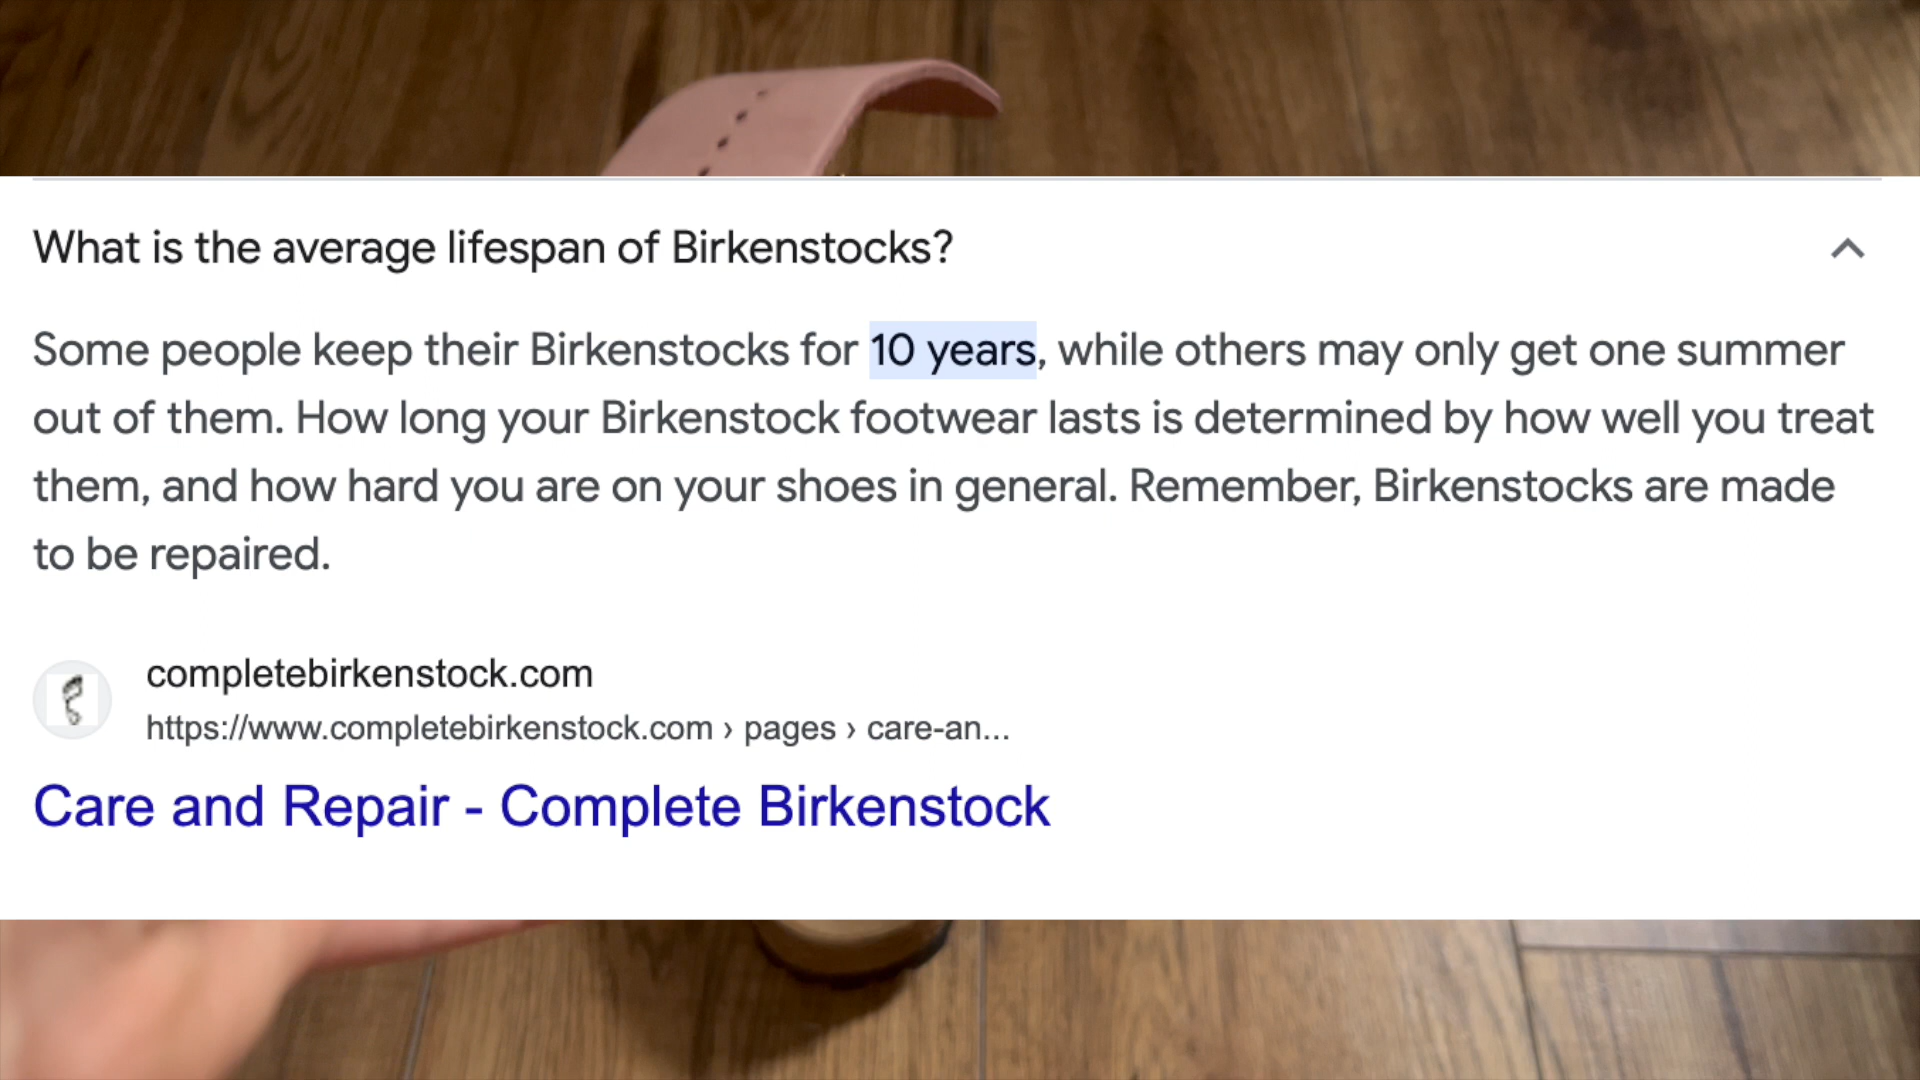 What is the average lifespan of Birkenstocks?
Some people keep their Birkenstocks for 10 years, while others may only get one summer
out of them. How long your Birkenstock footwear lasts is determined by how well you treat
them, and how hard you are on your shoes in general. Remember, Birkenstocks are made
to be repaired.
completebirkenstock.com
https://www.completebirkenstock.com › pages › care-an...
Care and Repair - Complete Birkenstock